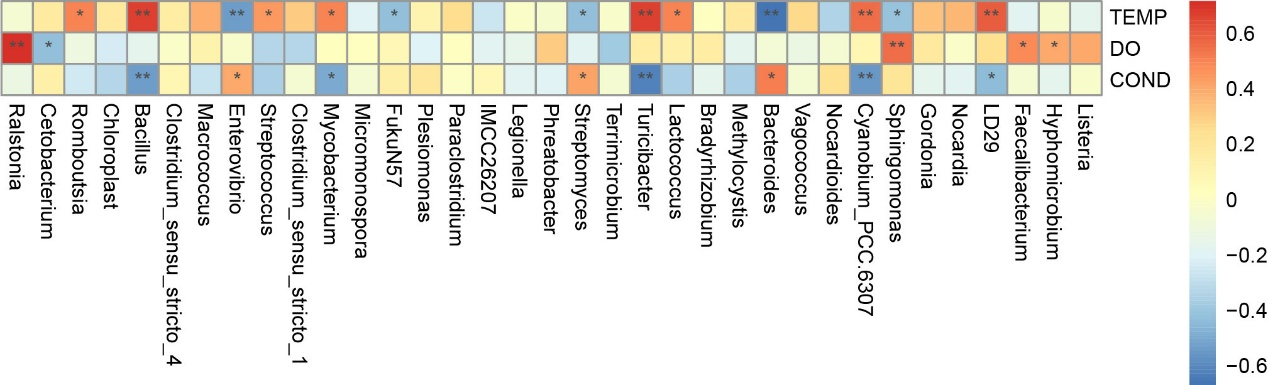 * ** ** * * * * ** * ** ** * ** TEMP
** * ** * * DO
** * * * ** * ** * COND
Ralstonia
Cetobacterium
Romboutsia
Chloroplast
Bacillus
Clostridium_sensu_stricto_4
Macrococcus
Enterovibrio
Streptococcus
Clostridium_sensu_stricto_1
Mycobacterium
Micromonospora
FukuN57
Plesiomonas
Paraclostridium
IMCC26207
Legionella
Phreatobacter
Streptomyces
Terrimicrobium
Turicibacter
Lactococcus
Bradyrhizobium
Methylocystis
Bacteroides
Vagococcus
Nocardioides
Cyanobium_PCC.6307
Sphingomonas
Gordonia
Nocardia
LD29
Faecalibacterium
Hyphomicrobium
Listeria
0.6
0.4
0.2
0
−0.2
−0.4
−0.6